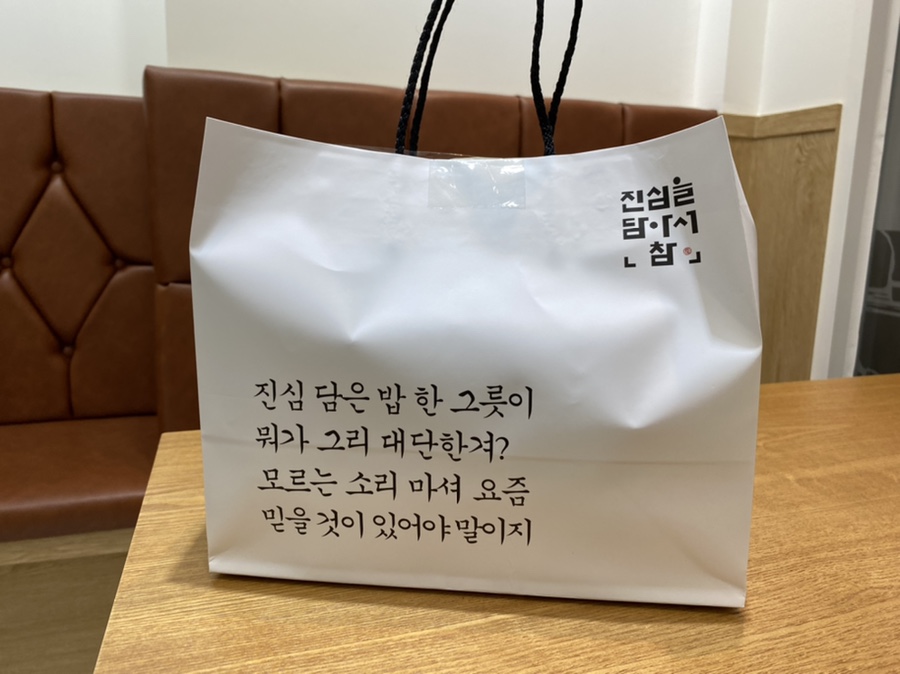 진심을
담아서
참
진심 담은 밥 한 그릇이
뭐가 그리 대단한겨?
모르는 소리 마셔 요즘
믿을 것이 있어야 말이지